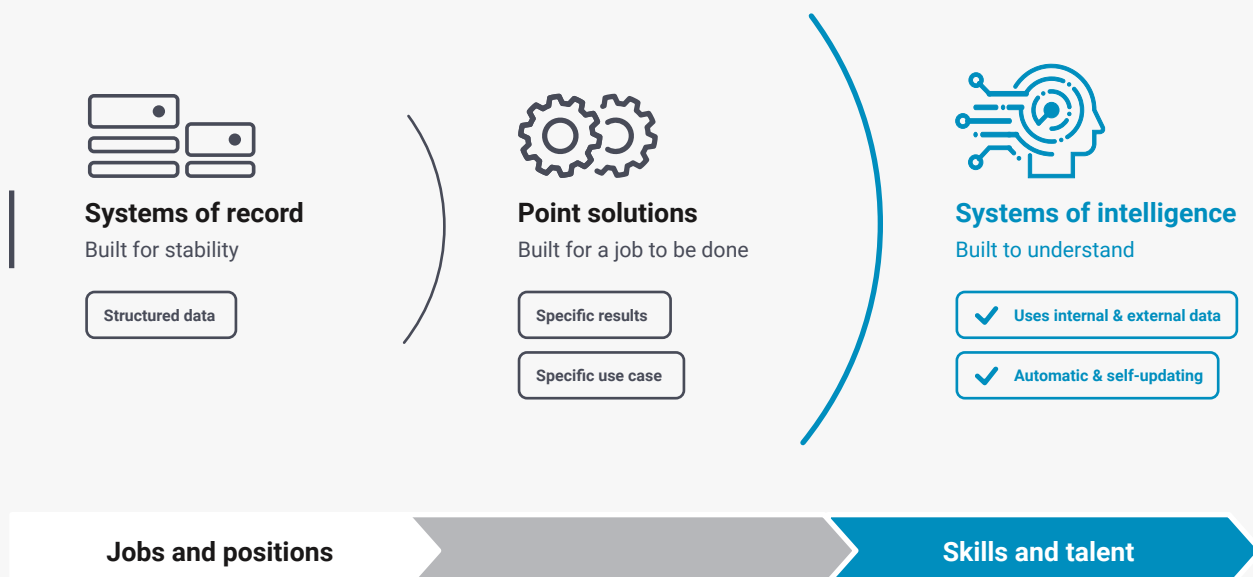 Systems of record
Built for stability
Structured data
Point solutions
Built for a job to be done
Specific results
Specific use case
Systems of intelligence
Built to understand
Uses internal & external data
Automatic & self-updating
Jobs and positions
Skills and talent